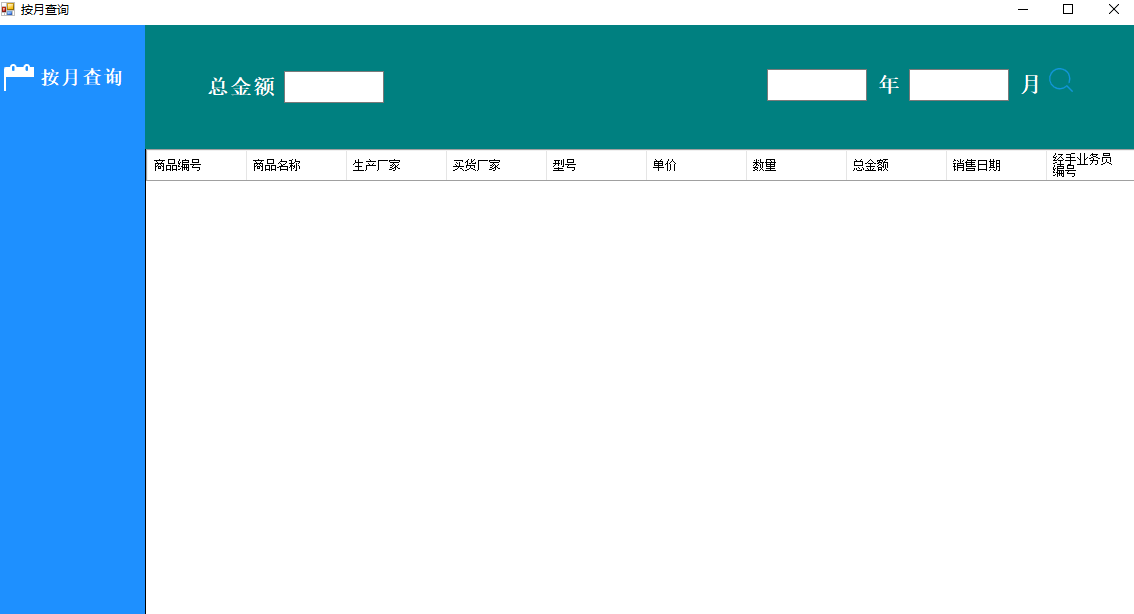 按月查询
按月查询
总金额
年
月
商品编号
商品名称
生产厂家
买货厂家
型号
单价
数量
总金额
销售日期
经手业务员
编号